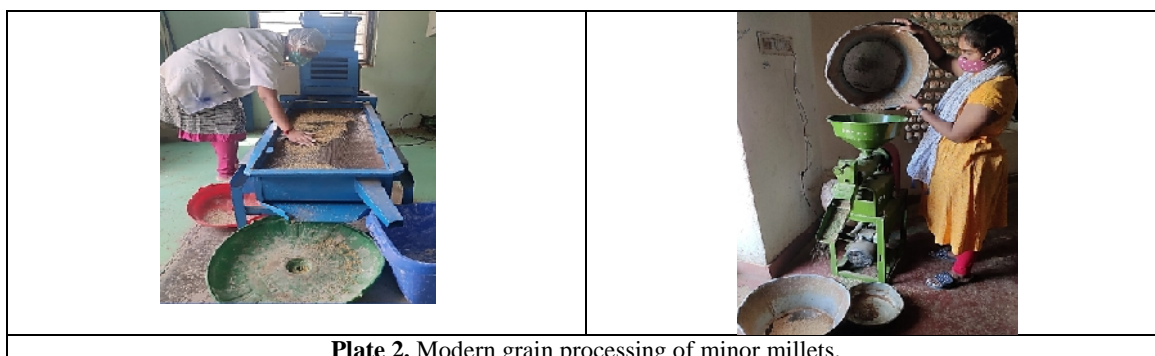 Plate 2. Modern grain processing of minor millets.